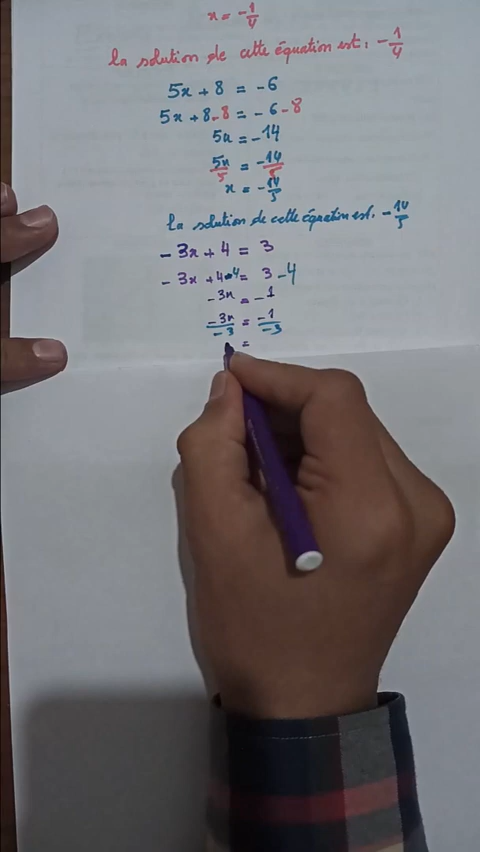 x = -1/4
la solution de cette équation est: -1/4
5x + 8 = -6
5x + 8 - 8 = -6 - 8
5x = -14
5x/5 = -14/5
x = -14/5
la solution de cette équation est: -14/5
-3x + 4 = 3
-3x + 4 - 4 = 3 - 4
-3x = -1
-3x/-3 = -1/-3
=